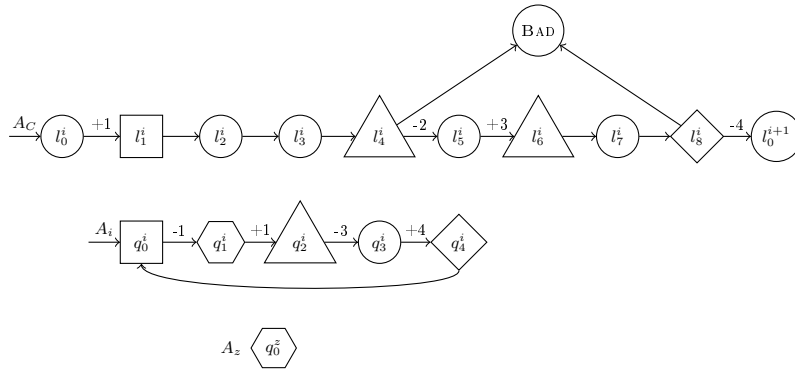 BAD
A_C l_0^i +1 l_1^i l_2^i l_3^i l_4^i -2 l_5^i +3 l_6^i l_7^i l_8^i -4 l_0^{i+1}
A_i q_0^i -1 q_1^i +1 q_2^i -3 q_3^i +4 q_4^i
A_z q_0^z